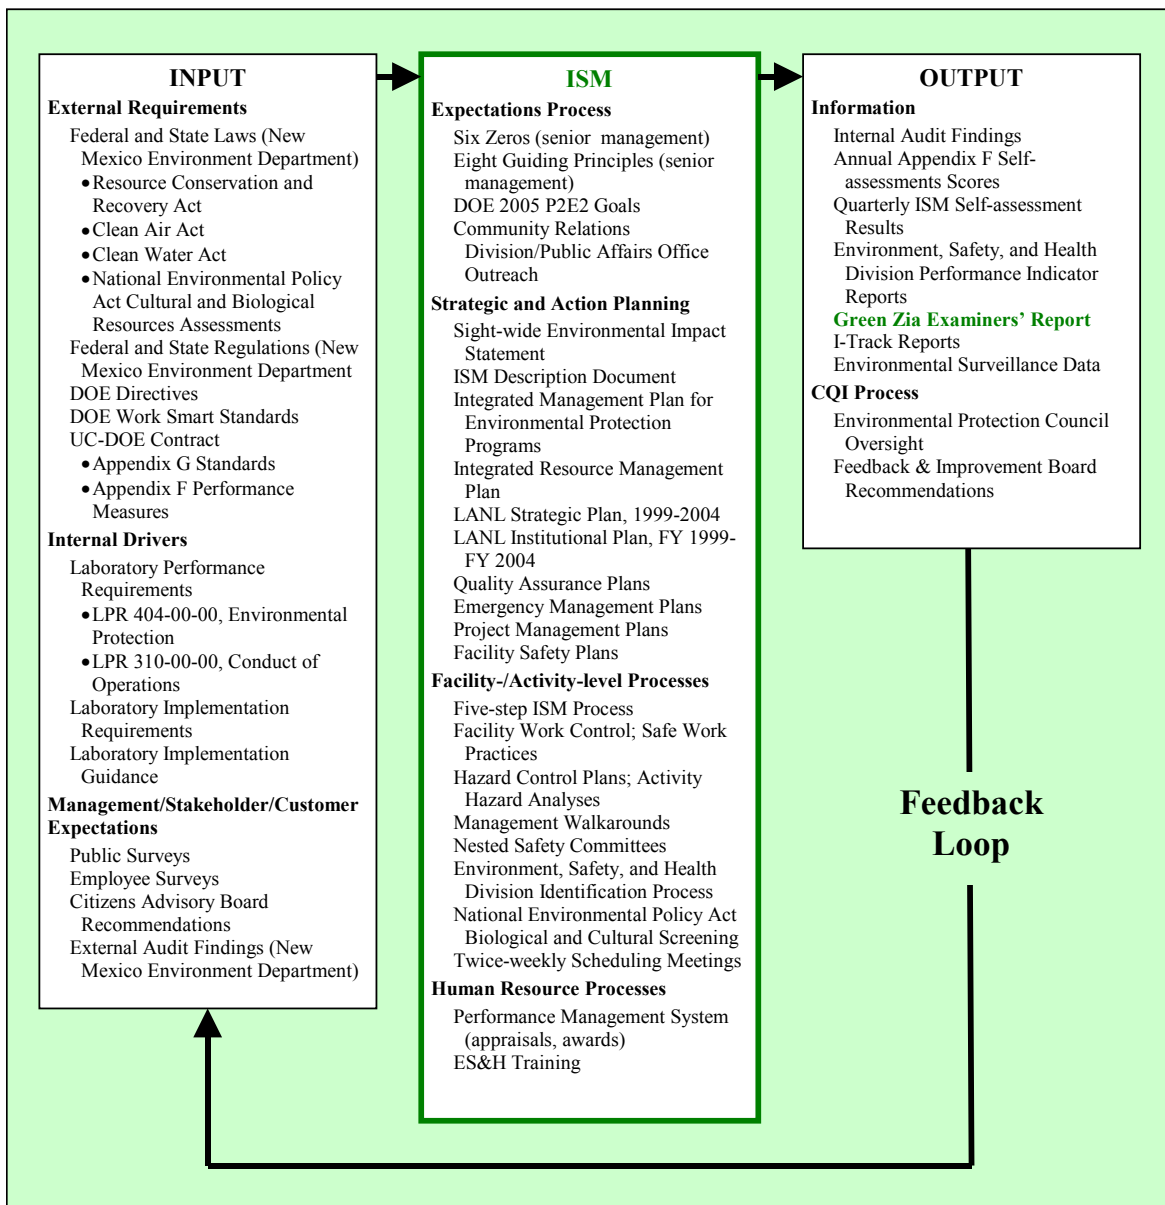 INPUT
External Requirements
Federal and State Laws (New
Mexico Environment Department)
•Resource Conservation and
Recovery Act
•Clean Air Act
•Clean Water Act
•National Environmental Policy
Act Cultural and Biological
Resources Assessments
Federal and State Regulations (New
Mexico Environment Department
DOE Directives
DOE Work Smart Standards
UC-DOE Contract
•Appendix G Standards
•Appendix F Performance
Measures
Internal Drivers
Laboratory Performance
Requirements
•LPR 404-00-00, Environmental
Protection
•LPR 310-00-00, Conduct of
Operations
Laboratory Implementation
Requirements
Laboratory Implementation
Guidance
Management/Stakeholder/Customer
Expectations
Public Surveys
Employee Surveys
Citizens Advisory Board
Recommendations
External Audit Findings (New
Mexico Environment Department)
ISM
Expectations Process
Six Zeros (senior management)
Eight Guiding Principles (senior
management)
DOE 2005 P2E2 Goals
Community Relations
Division/Public Affairs Office
Outreach
Strategic and Action Planning
Sight-wide Environmental Impact
Statement
ISM Description Document
Integrated Management Plan for
Environmental Protection
Programs
Integrated Resource Management
Plan
LANL Strategic Plan, 1999-2004
LANL Institutional Plan, FY 1999-
FY 2004
Quality Assurance Plans
Emergency Management Plans
Project Management Plans
Facility Safety Plans
Facility-/Activity-level Processes
Five-step ISM Process
Facility Work Control; Safe Work
Practices
Hazard Control Plans; Activity
Hazard Analyses
Management Walkarounds
Nested Safety Committees
Environment, Safety, and Health
Division Identification Process
National Environmental Policy Act
Biological and Cultural Screening
Twice-weekly Scheduling Meetings
Human Resource Processes
Performance Management System
(appraisals, awards)
ES&H Training
OUTPUT
Information
Internal Audit Findings
Annual Appendix F Self-
assessments Scores
Quarterly ISM Self-assessment
Results
Environment, Safety, and Health
Division Performance Indicator
Reports
Green Zia Examiners' Report
I-Track Reports
Environmental Surveillance Data
CQI Process
Environmental Protection Council
Oversight
Feedback & Improvement Board
Recommendations
Feedback
Loop